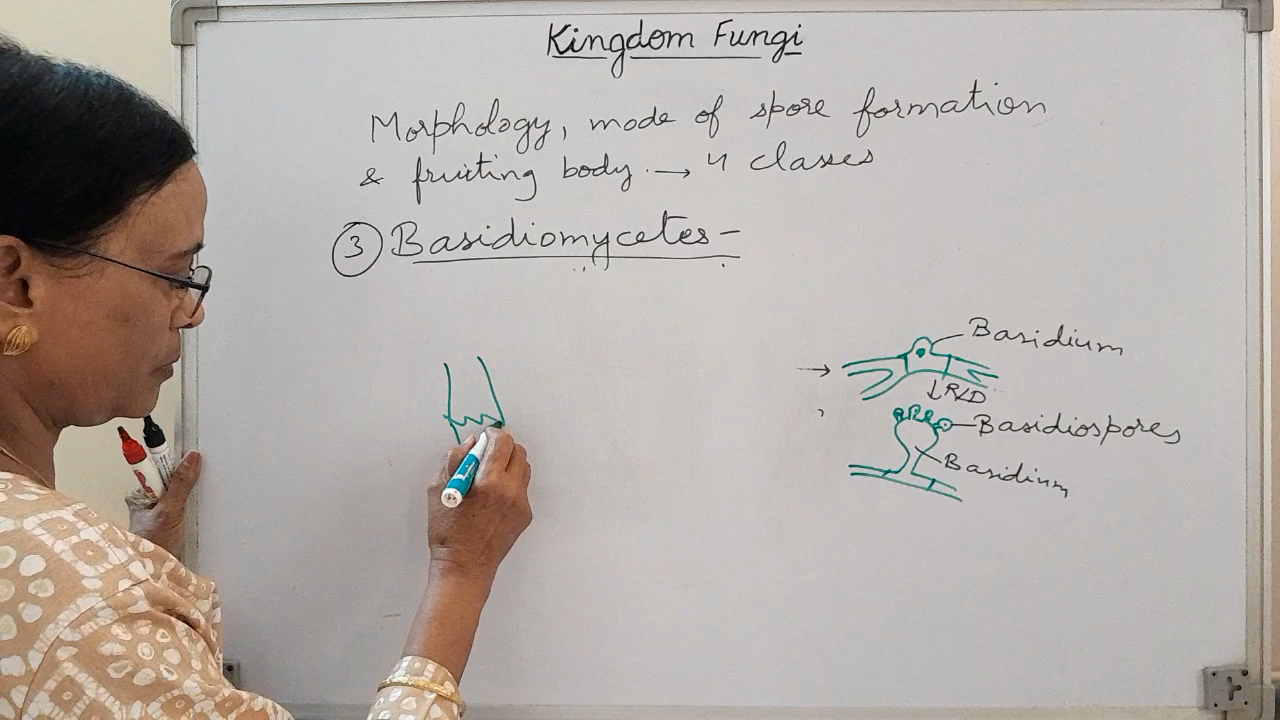 Kingdom Fungi
Morphology, mode of spore formation
& fruiting body. → 4 classes
③ Basidiomycetes -
Basidium
→
↓ R/D
Basidiospores
Basidium